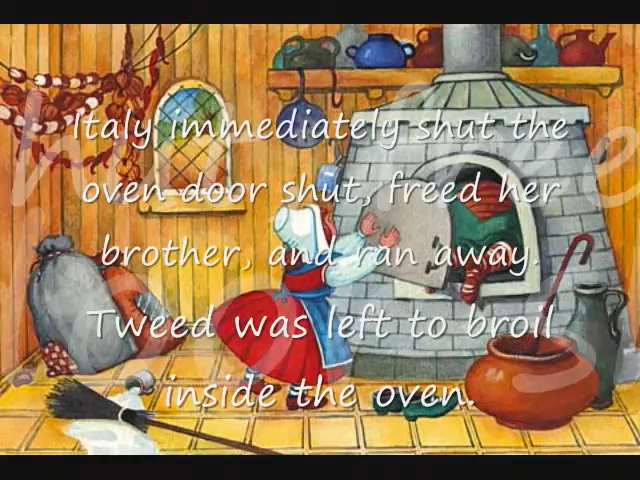 Italy immediately shut the
oven door shut, freed her
brother, and ran away.
Tweed was left to broil
inside the oven.